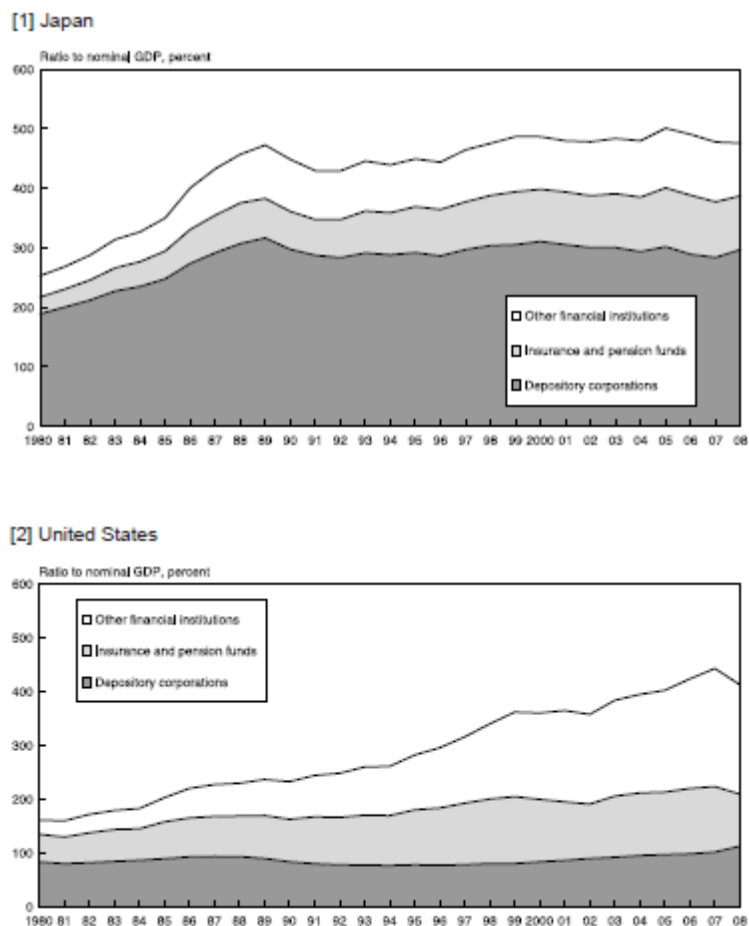 [1] Japan
Ratio to nominal GDP, percent
600
500
400
300
200
100
0
Other financial institutions
Insurance and pension funds
Depository corporations
1980 81 82 83 84 85 86 87 88 89 90 91 92 93 94 95 96 97 98 99 2000 01 02 03 04 05 06 07 08
[2] United States
Ratio to nominal GDP, percent
600
500
400
300
200
100
0
Other financial institutions
Insurance and pension funds
Depository corporations
1980 81 82 83 84 85 86 87 88 89 90 91 92 93 94 95 96 97 98 99 2000 01 02 03 04 05 06 07 08